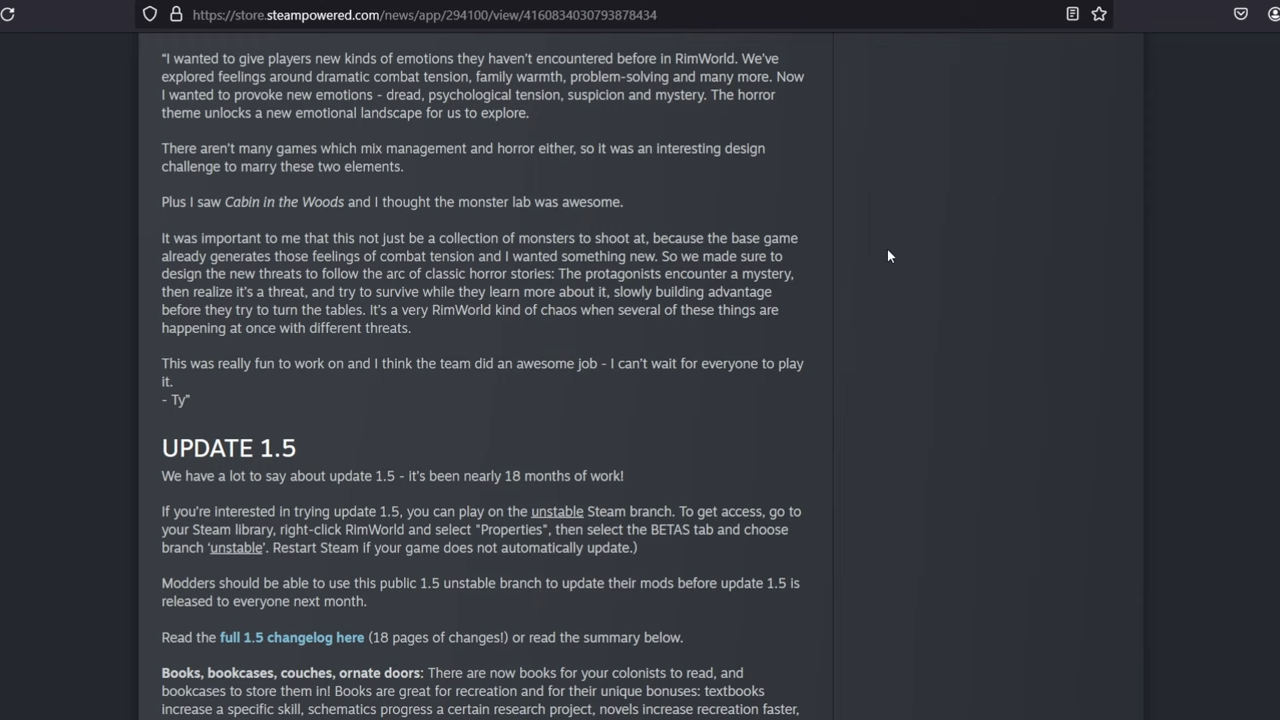 https://store.steampowered.com/news/app/294100/view/4160834030793878434
“I wanted to give players new kinds of emotions they haven’t encountered before in RimWorld. We’ve
explored feelings around dramatic combat tension, family warmth, problem-solving and many more. Now
I wanted to provoke new emotions - dread, psychological tension, suspicion and mystery. The horror
theme unlocks a new emotional landscape for us to explore.
There aren’t many games which mix management and horror either, so it was an interesting design
challenge to marry these two elements.
Plus I saw Cabin in the Woods and I thought the monster lab was awesome.
It was important to me that this not just be a collection of monsters to shoot at, because the base game
already generates those feelings of combat tension and I wanted something new. So we made sure to
design the new threats to follow the arc of classic horror stories: The protagonists encounter a mystery,
then realize it’s a threat, and try to survive while they learn more about it, slowly building advantage
before they try to turn the tables. It’s a very RimWorld kind of chaos when several of these things are
happening at once with different threats.
This was really fun to work on and I think the team did an awesome job - I can’t wait for everyone to play
it.
- Ty”
UPDATE 1.5
We have a lot to say about update 1.5 - it’s been nearly 18 months of work!
If you’re interested in trying update 1.5, you can play on the unstable Steam branch. To get access, go to
your Steam library, right-click RimWorld and select "Properties", then select the BETAS tab and choose
branch ‘unstable’. Restart Steam if your game does not automatically update.)
Modders should be able to use this public 1.5 unstable branch to update their mods before update 1.5 is
released to everyone next month.
Read the full 1.5 changelog here (18 pages of changes!) or read the summary below.
Books, bookcases, couches, ornate doors: There are now books for your colonists to read, and
bookcases to store them in! Books are great for recreation and for their unique bonuses: textbooks
increase a specific skill, schematics progress a certain research project, novels increase recreation faster,